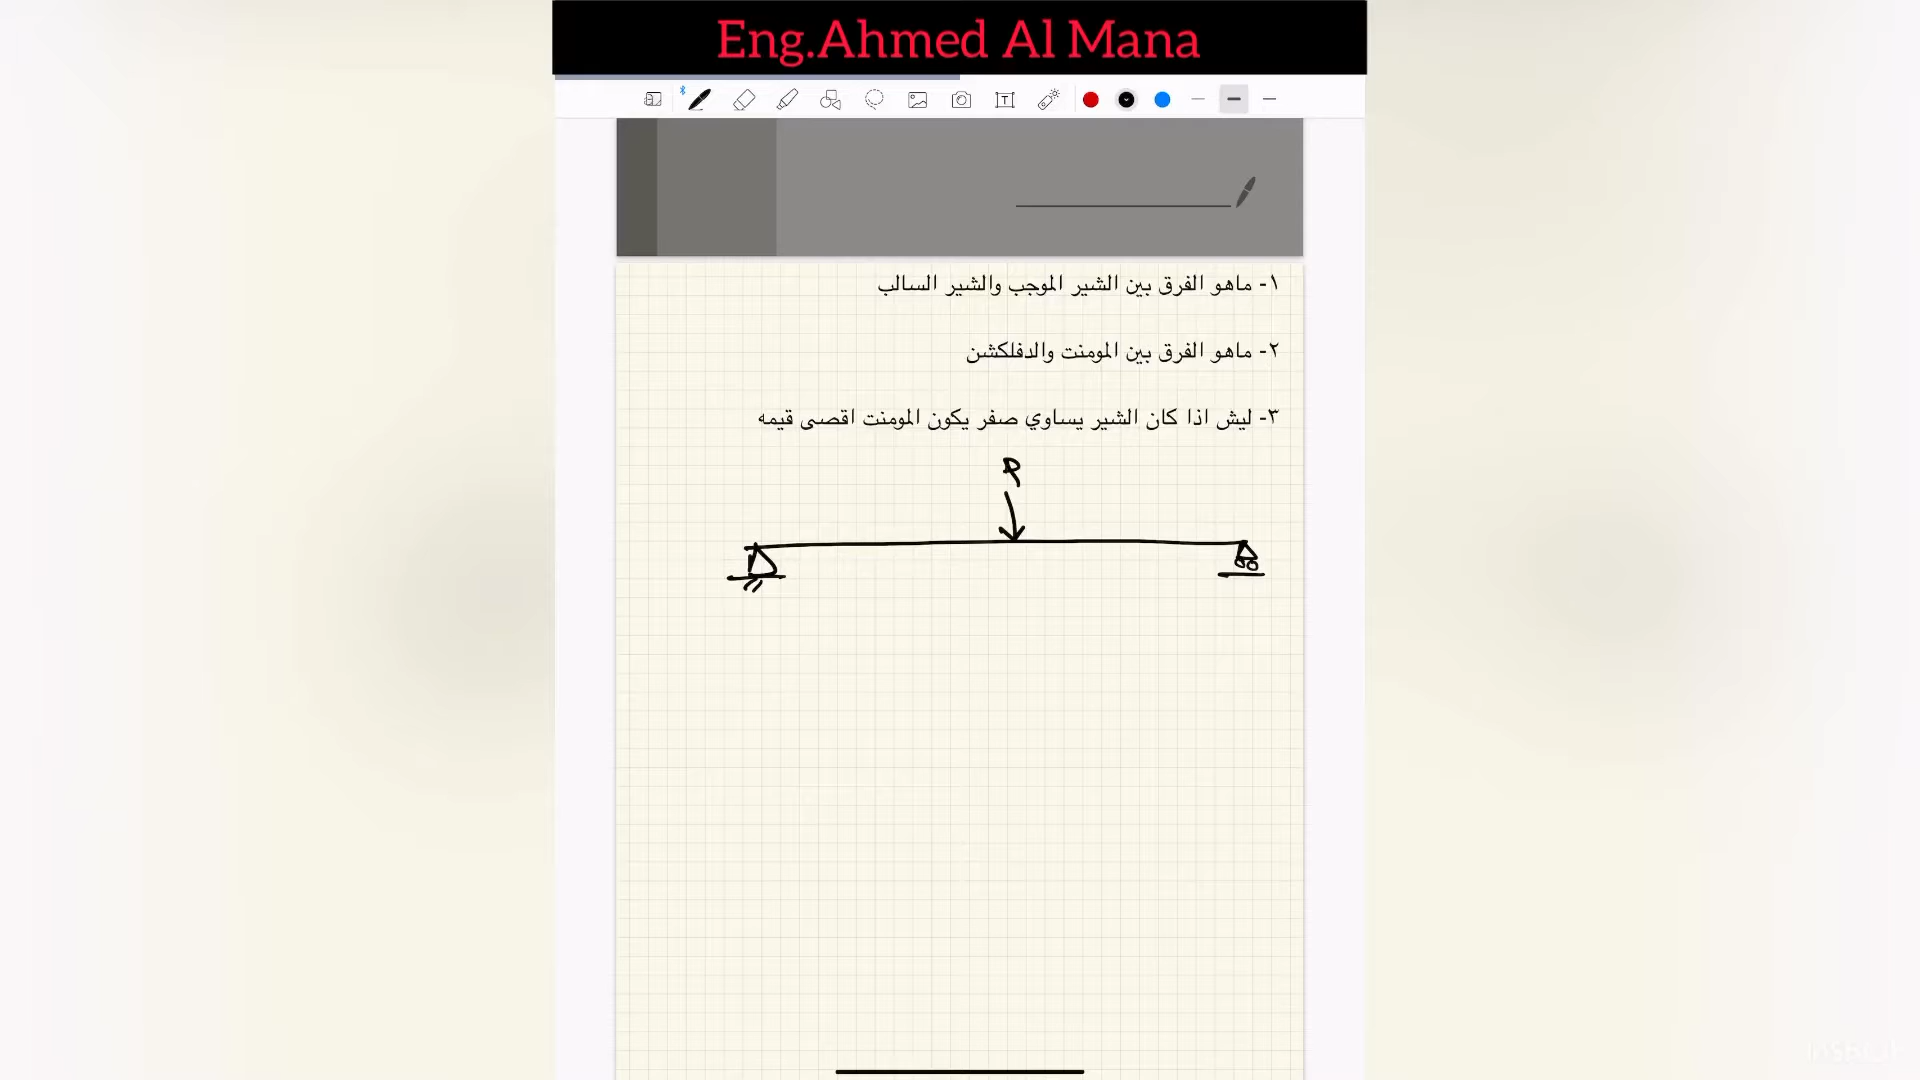 Eng.Ahmed Al Mana
١- ماهو الفرق بين الشير الموجب والشير السالب
٢- ماهو الفرق بين المومنت والدفلكشن
٣- ليش اذا كان الشير يساوي صفر يكون المومنت اقصى قيمه
P